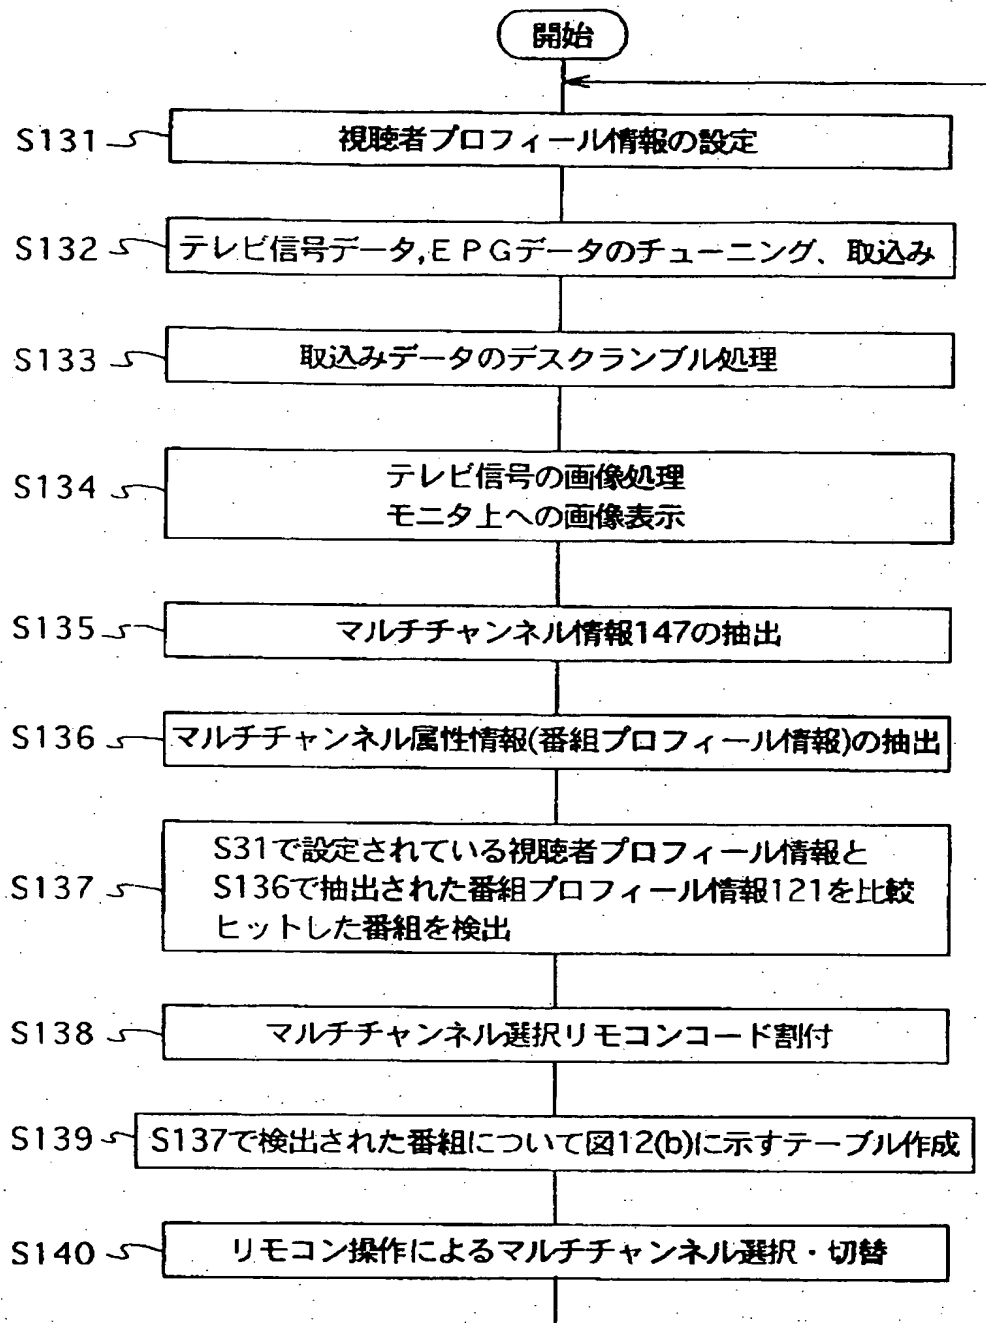 開始
S131 視聴者プロフィール情報の設定
S132 テレビ信号データ,EPGデータのチューニング、取込み
S133 取込みデータのデスクランブル処理
S134 テレビ信号の画像処理
モニタ上への画像表示
S135 マルチチャンネル情報147の抽出
S136 マルチチャンネル属性情報(番組プロフィール情報)の抽出
S137 S31で設定されている視聴者プロフィール情報と
S136で抽出された番組プロフィール情報121を比較
ヒットした番組を検出
S138 マルチチャンネル選択リモコンコード割付
S139 S137で検出された番組について図12(b)に示すテーブル作成
S140 リモコン操作によるマルチチャンネル選択・切替